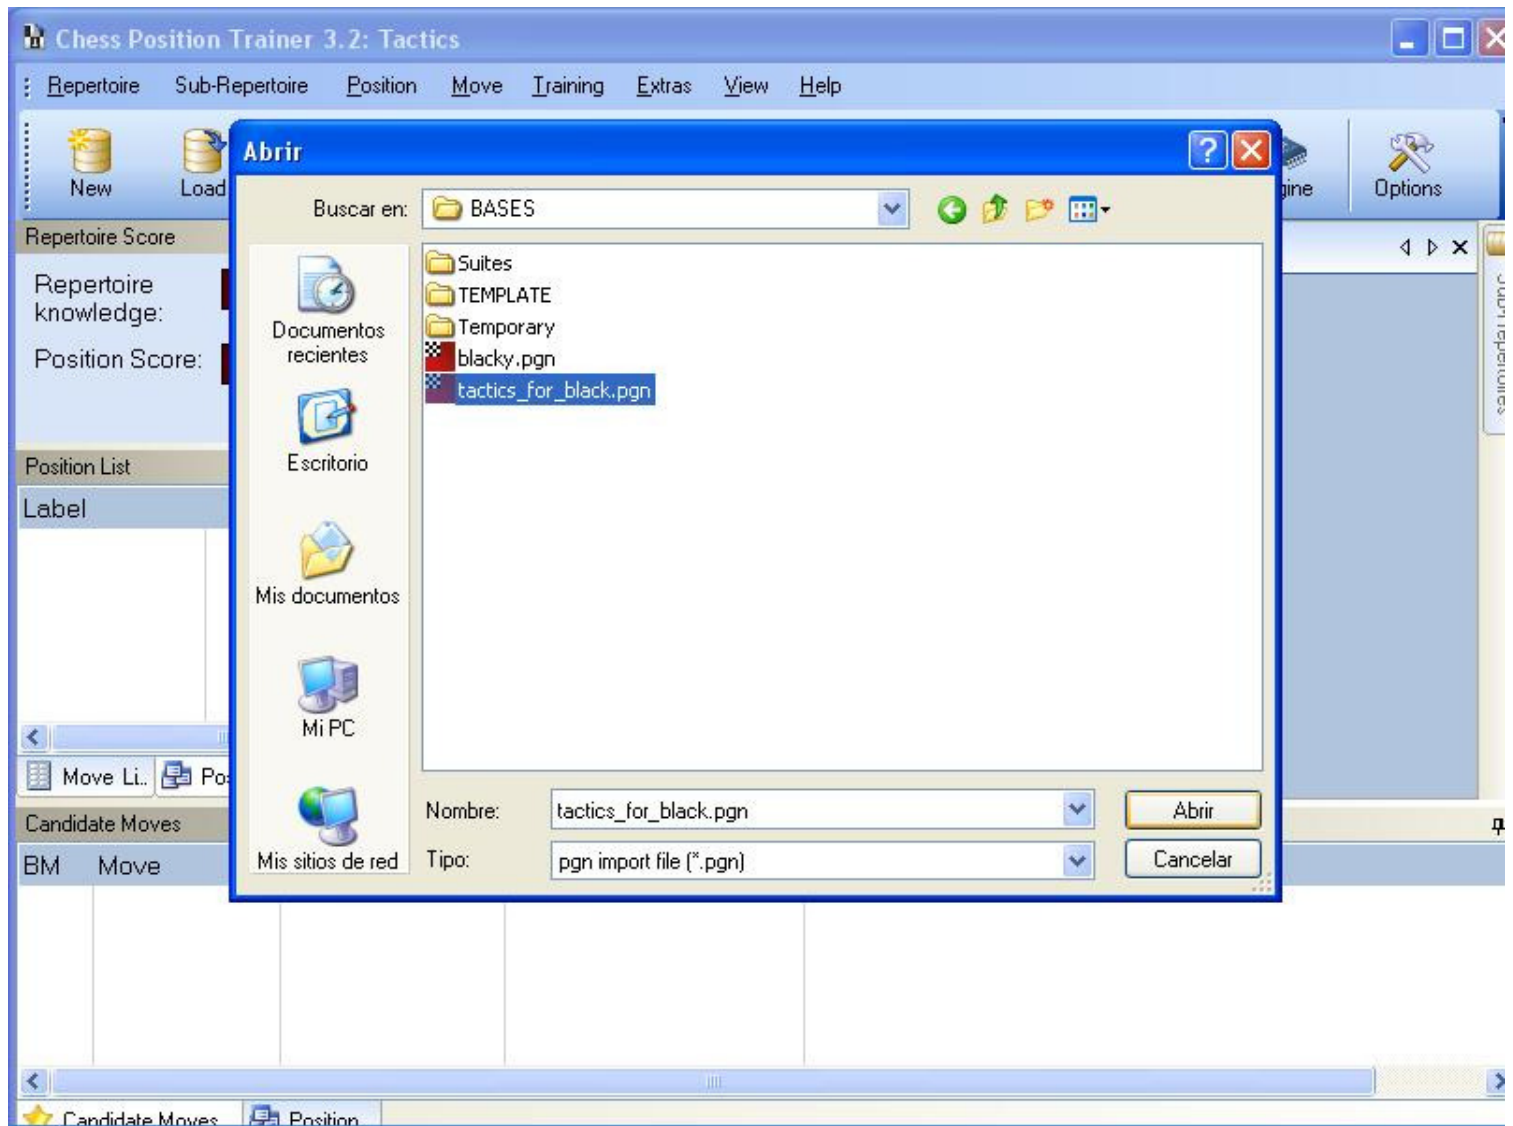 Chess Position Trainer 3.2: Tactics
Repertoire Sub-Repertoire Position Move Training Extras View Help
New Load Options
Abrir
Buscar en: BASES
Repertoire Score
Repertoire
knowledge:
Position Score:
Position List
Label
Move Li..
Candidate Moves
BM Move
Documentos
recientes
Escritorio
Mis documentos
Mi PC
Mis sitios de red
Suites
TEMPLATE
Temporary
blacky.pgn
tactics_for_black.pgn
Nombre: tactics_for_black.pgn Abrir
Tipo: pgn import file (*.pgn) Cancelar
Candidate Moves Position